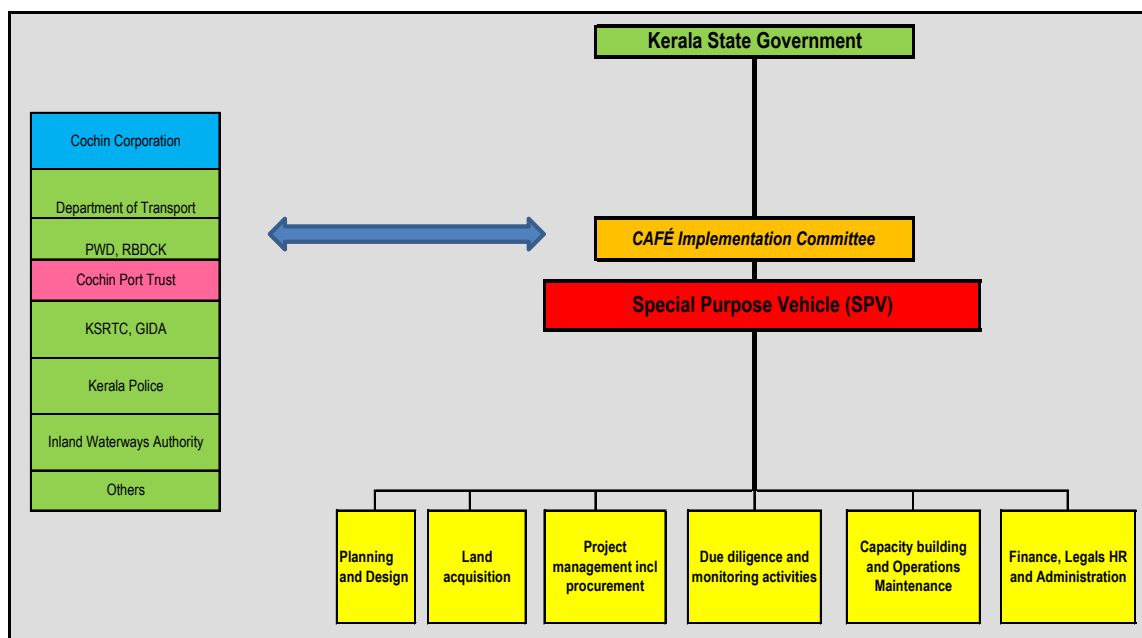 Kerala State Government
Cochin Corporation
Department of Transport
PWD, RBDCK
Cochin Port Trust
KSRTC, GIDA
Kerala Police
Inland Waterways Authority
Others
CAFÉ Implementation Committee
Special Purpose Vehicle (SPV)
Planning
and Design
Land
acquisition
Project
management incl
procurement
Due diligence and
monitoring activities
Capacity building
and Operations
Maintenance
Finance, Legals HR
and Administration